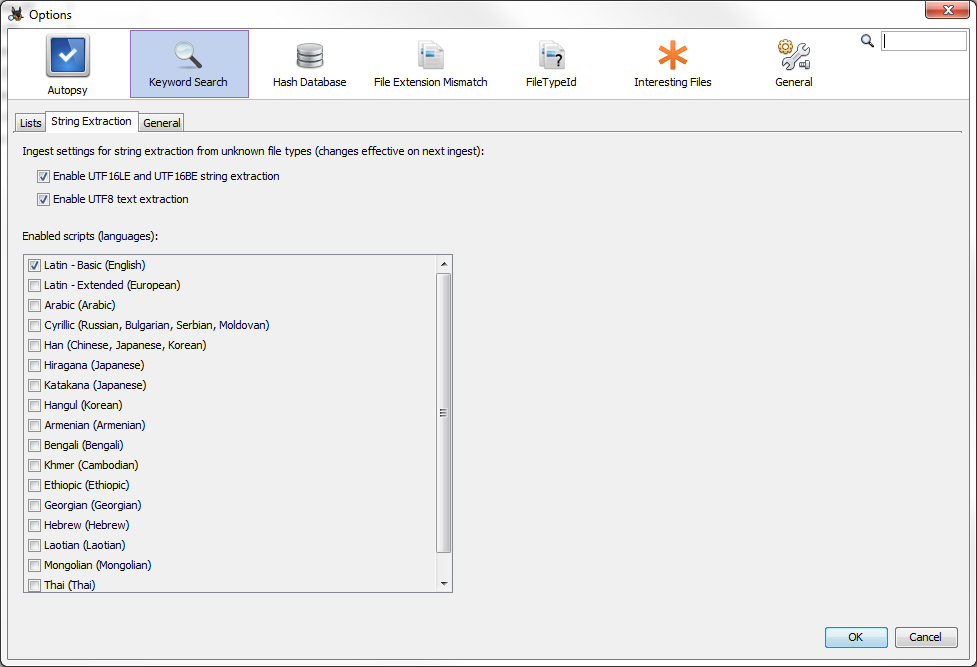 Options
Autopsy
Keyword Search
Hash Database
File Extension Mismatch
FileTypeId
Interesting Files
General
Lists
String Extraction
General
Ingest settings for string extraction from unknown file types (changes effective on next ingest):
Enable UTF16LE and UTF16BE string extraction
Enable UTF8 text extraction
Enabled scripts (languages):
Latin - Basic (English)
Latin - Extended (European)
Arabic (Arabic)
Cyrillic (Russian, Bulgarian, Serbian, Moldovan)
Han (Chinese, Japanese, Korean)
Hiragana (Japanese)
Katakana (Japanese)
Hangul (Korean)
Armenian (Armenian)
Bengali (Bengali)
Khmer (Cambodian)
Ethiopic (Ethiopic)
Georgian (Georgian)
Hebrew (Hebrew)
Laotian (Laotian)
Mongolian (Mongolian)
Thai (Thai)
OK
Cancel